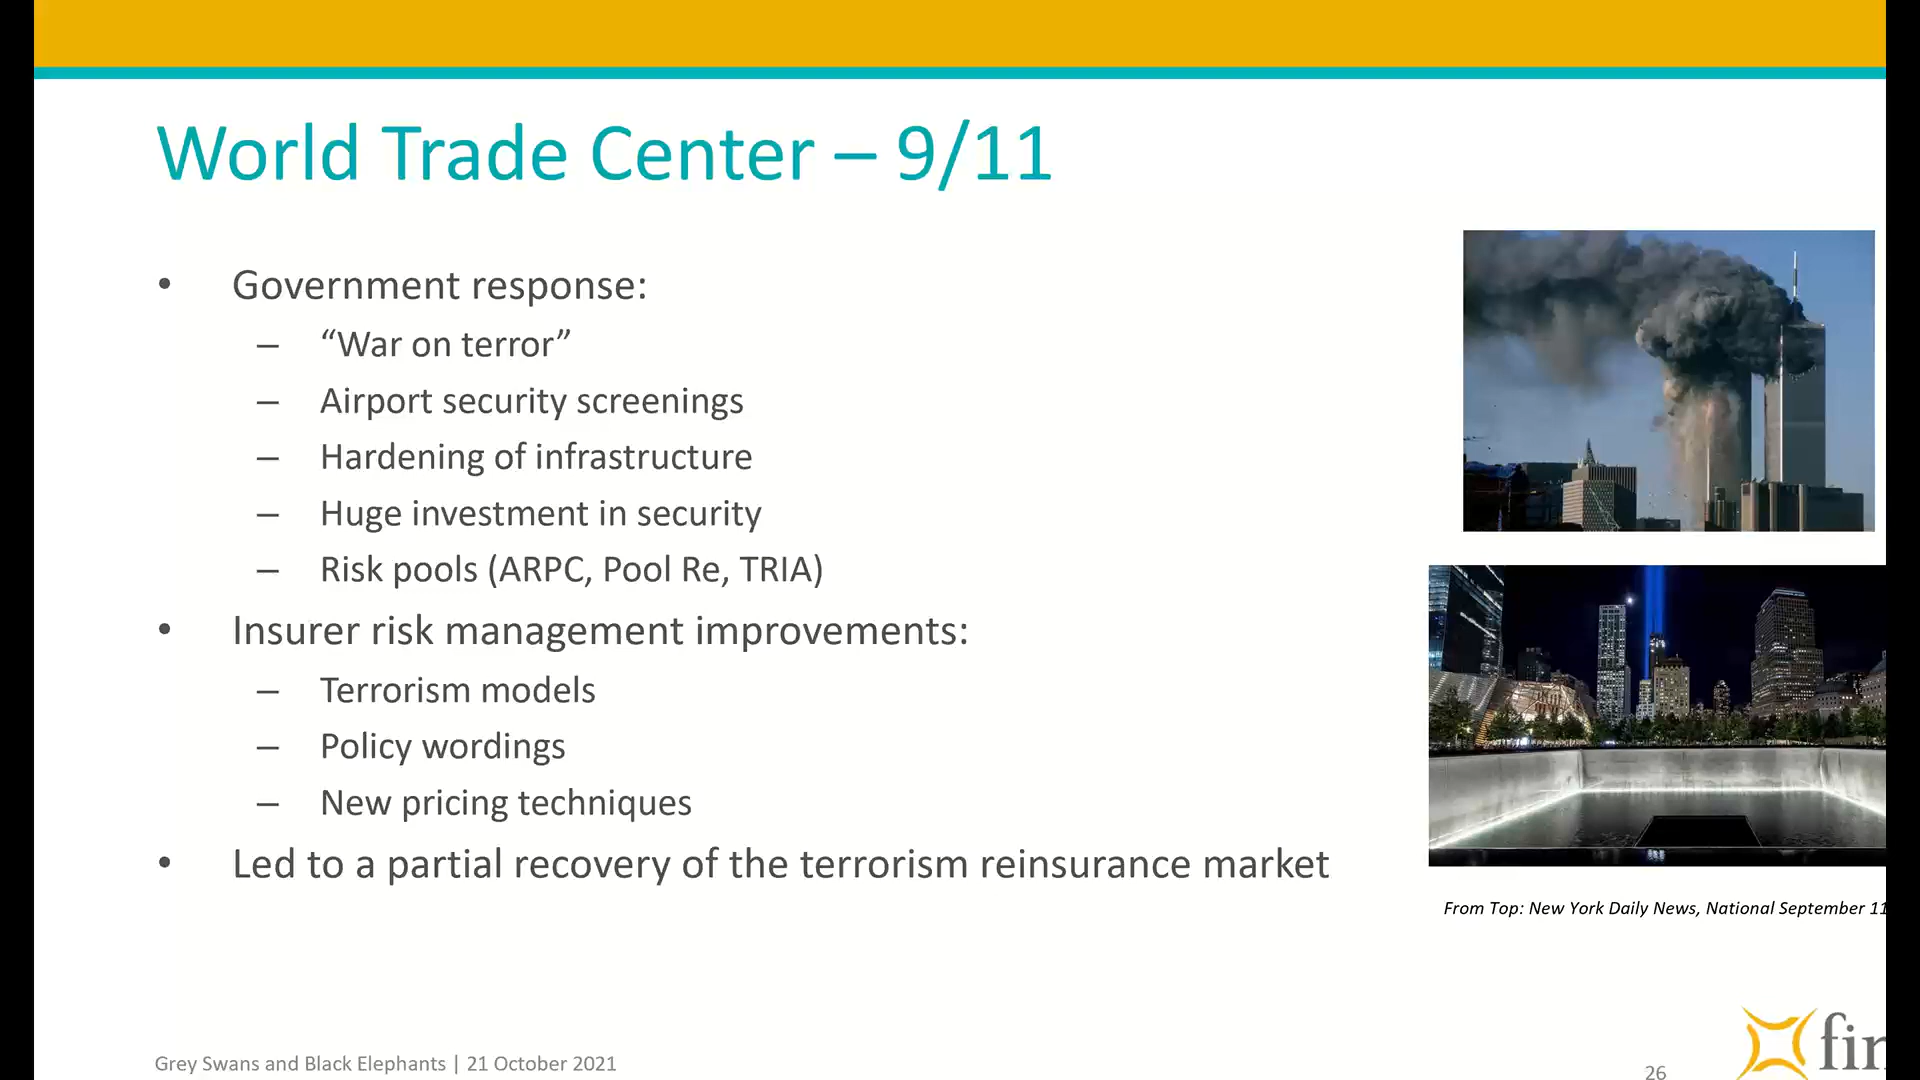 World Trade Center – 9/11
• Government response:
– “War on terror”
– Airport security screenings
– Hardening of infrastructure
– Huge investment in security
– Risk pools (ARPC, Pool Re, TRIA)
• Insurer risk management improvements:
– Terrorism models
– Policy wordings
– New pricing techniques
• Led to a partial recovery of the terrorism reinsurance market
From Top: New York Daily News, National September 11
Grey Swans and Black Elephants | 21 October 2021
26